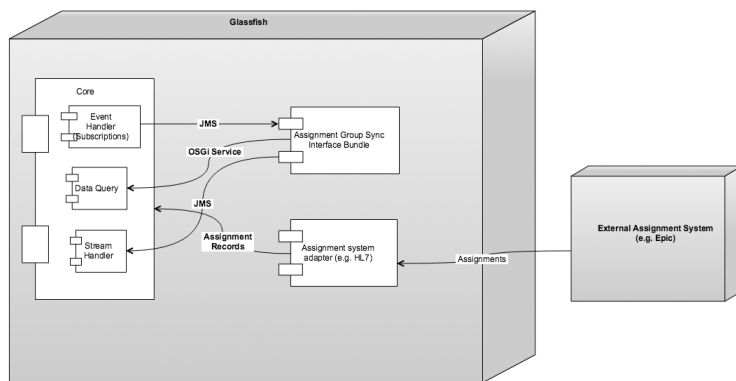 Glassfish
Core
Event
Handler
(Subscriptions)
JMS
Assignment Group Sync
Interface Bundle
OSGi Service
Data Query
JMS
Stream
Handler
Assignment
Records
Assignment system
adapter (e.g. HL7)
Assignments
External Assignment System
(e.g. Epic)